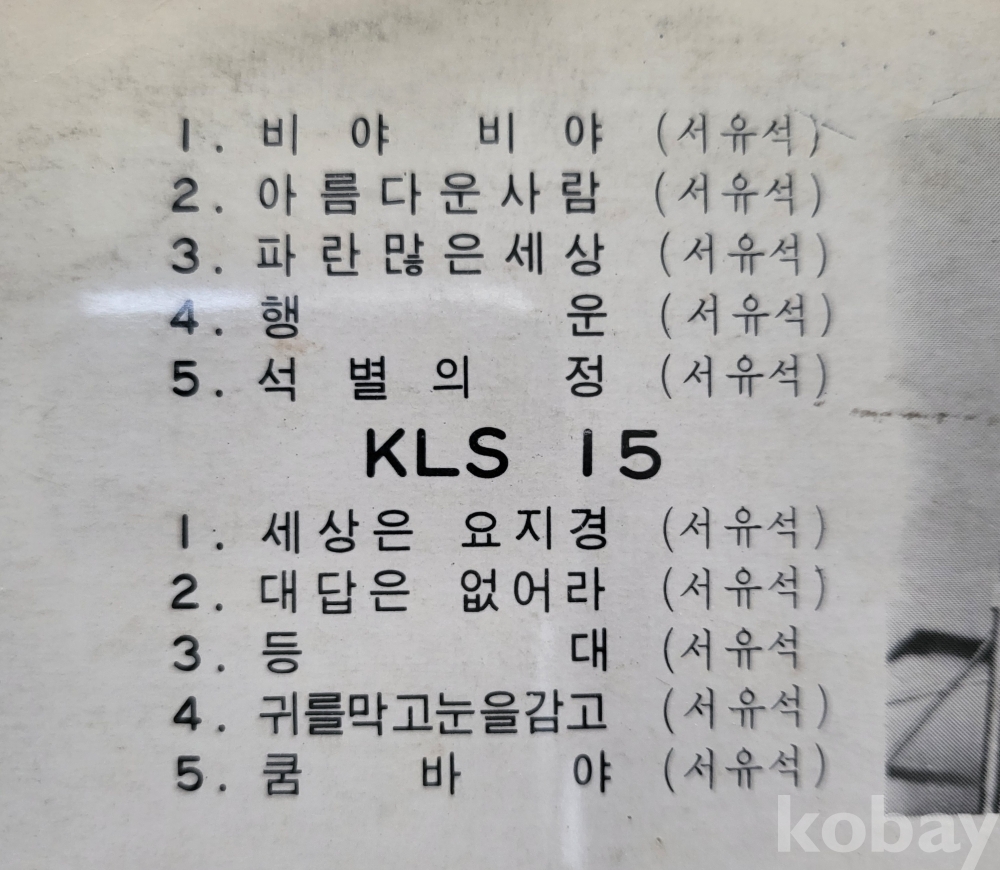 1. 비야 비야 (서유석)
2. 아름다운사람 (서유석)
3. 파란많은세상 (서유석)
4. 행운 (서유석)
5. 석별의 정 (서유석)
KLS 15
1. 세상은 요지경 (서유석)
2. 대답은 없어라 (서유석)
3. 등대 (서유석
4. 귀를막고눈을감고 (서유석)
5. 쿰바야 (서유석)
kobay